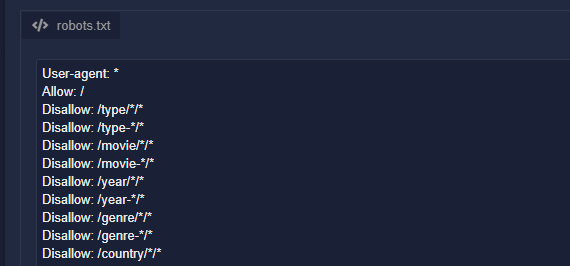 </> robots.txt
User-agent: *
Allow: /
Disallow: /type/*/*
Disallow: /type-*/*
Disallow: /movie/*/*
Disallow: /movie-*/*
Disallow: /year/*/*
Disallow: /year-*/*
Disallow: /genre/*/*
Disallow: /genre-*/*
Disallow: /country/*/*